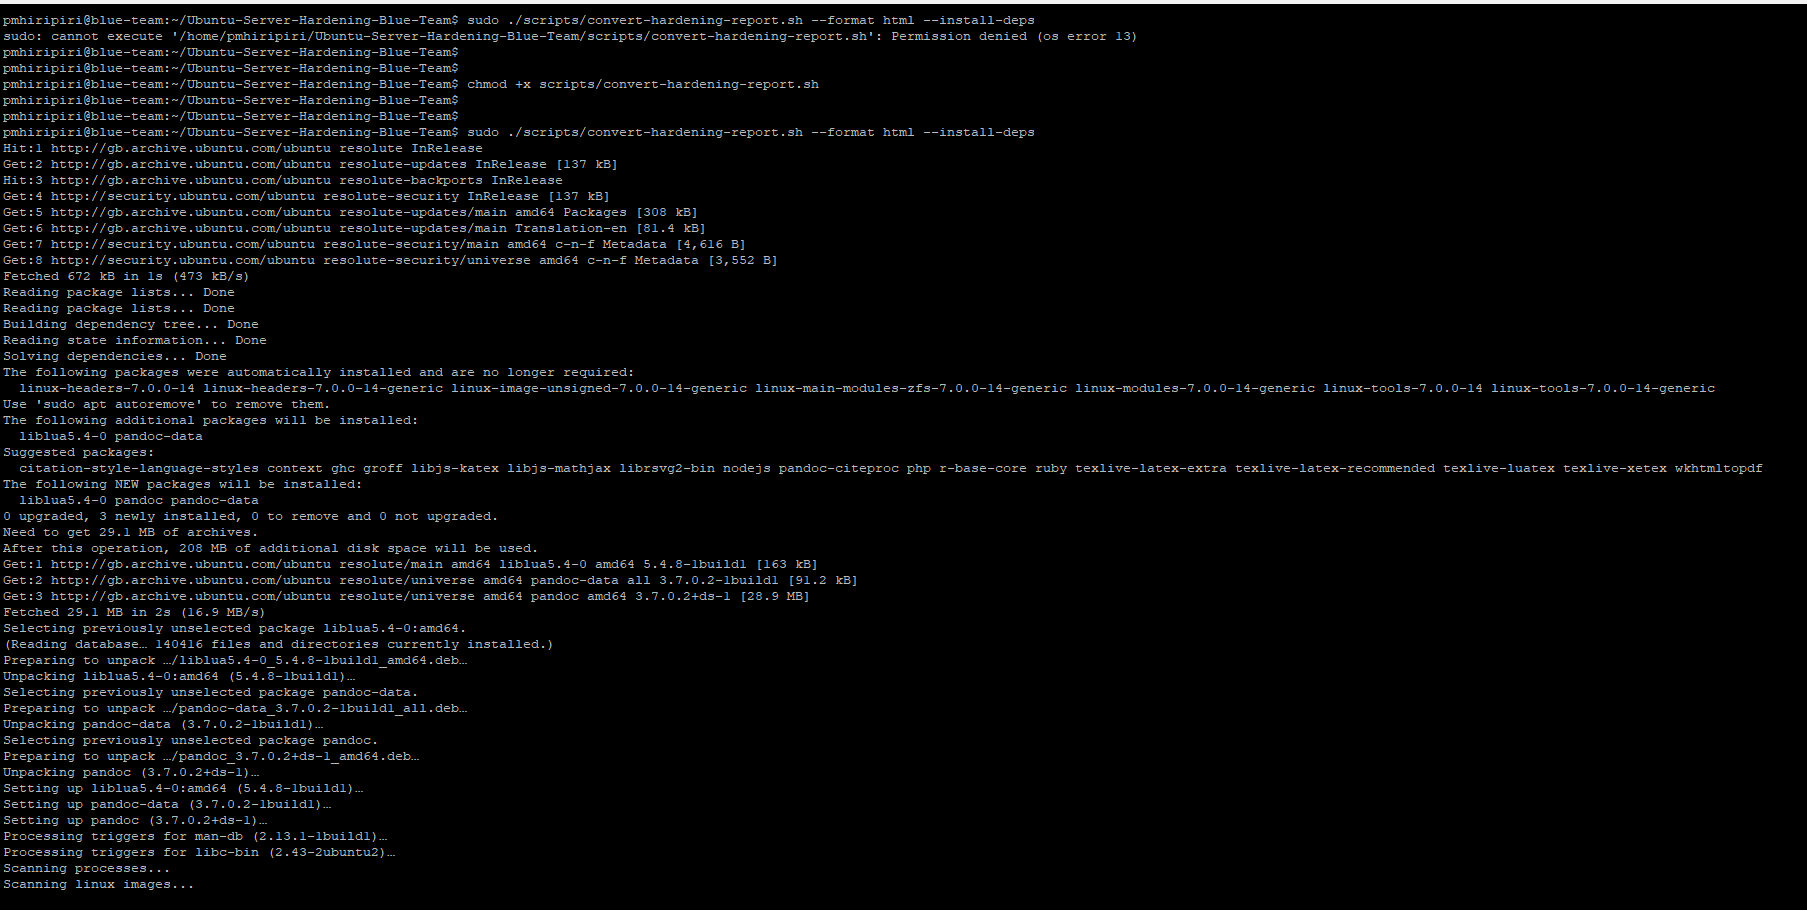 pmhiripiri@blue-team:~/Ubuntu-Server-Hardening-Blue-Team$ sudo ./scripts/convert-hardening-report.sh --format html --install-deps
sudo: cannot execute '/home/pmhiripiri/Ubuntu-Server-Hardening-Blue-Team/scripts/convert-hardening-report.sh': Permission denied (os error 13)
pmhiripiri@blue-team:~/Ubuntu-Server-Hardening-Blue-Team$
pmhiripiri@blue-team:~/Ubuntu-Server-Hardening-Blue-Team$
pmhiripiri@blue-team:~/Ubuntu-Server-Hardening-Blue-Team$ chmod +x scripts/convert-hardening-report.sh
pmhiripiri@blue-team:~/Ubuntu-Server-Hardening-Blue-Team$
pmhiripiri@blue-team:~/Ubuntu-Server-Hardening-Blue-Team$
pmhiripiri@blue-team:~/Ubuntu-Server-Hardening-Blue-Team$ sudo ./scripts/convert-hardening-report.sh --format html --install-deps
Hit:1 http://gb.archive.ubuntu.com/ubuntu resolute InRelease
Get:2 http://gb.archive.ubuntu.com/ubuntu resolute-updates InRelease [137 kB]
Hit:3 http://gb.archive.ubuntu.com/ubuntu resolute-backports InRelease
Get:4 http://security.ubuntu.com/ubuntu resolute-security InRelease [137 kB]
Get:5 http://gb.archive.ubuntu.com/ubuntu resolute-updates/main amd64 Packages [308 kB]
Get:6 http://gb.archive.ubuntu.com/ubuntu resolute-updates/main Translation-en [81.4 kB]
Get:7 http://security.ubuntu.com/ubuntu resolute-security/main amd64 c-n-f Metadata [4,616 B]
Get:8 http://security.ubuntu.com/ubuntu resolute-security/universe amd64 c-n-f Metadata [3,552 B]
Fetched 672 kB in 1s (473 kB/s)
Reading package lists... Done
Reading package lists... Done
Building dependency tree... Done
Reading state information... Done
Solving dependencies... Done
The following packages were automatically installed and are no longer required:
  linux-headers-7.0.0-14 linux-headers-7.0.0-14-generic linux-image-unsigned-7.0.0-14-generic linux-main-modules-zfs-7.0.0-14-generic linux-modules-7.0.0-14-generic linux-tools-7.0.0-14 linux-tools-7.0.0-14-generic
Use 'sudo apt autoremove' to remove them.
The following additional packages will be installed:
  liblua5.4-0 pandoc-data
Suggested packages:
  citation-style-language-styles context ghc groff libjs-katex libjs-mathjax librsvg2-bin nodejs pandoc-citeproc php r-base-core ruby texlive-latex-extra texlive-latex-recommended texlive-luatex texlive-xetex wkhtmltopdf
The following NEW packages will be installed:
  liblua5.4-0 pandoc pandoc-data
0 upgraded, 3 newly installed, 0 to remove and 0 not upgraded.
Need to get 29.1 MB of archives.
After this operation, 208 MB of additional disk space will be used.
Get:1 http://gb.archive.ubuntu.com/ubuntu resolute/main amd64 liblua5.4-0 amd64 5.4.8-1build1 [163 kB]
Get:2 http://gb.archive.ubuntu.com/ubuntu resolute/universe amd64 pandoc-data all 3.7.0.2-1build1 [91.2 kB]
Get:3 http://gb.archive.ubuntu.com/ubuntu resolute/universe amd64 pandoc amd64 3.7.0.2+ds-1 [28.9 MB]
Fetched 29.1 MB in 2s (16.9 MB/s)
Selecting previously unselected package liblua5.4-0:amd64.
(Reading database… 140416 files and directories currently installed.)
Preparing to unpack …/liblua5.4-0_5.4.8-1build1_amd64.deb…
Unpacking liblua5.4-0:amd64 (5.4.8-1build1)…
Selecting previously unselected package pandoc-data.
Preparing to unpack …/pandoc-data_3.7.0.2-1build1_all.deb…
Unpacking pandoc-data (3.7.0.2-1build1)…
Selecting previously unselected package pandoc.
Preparing to unpack …/pandoc_3.7.0.2+ds-1_amd64.deb…
Unpacking pandoc (3.7.0.2+ds-1)…
Setting up liblua5.4-0:amd64 (5.4.8-1build1)…
Setting up pandoc-data (3.7.0.2-1build1)…
Setting up pandoc (3.7.0.2+ds-1)…
Processing triggers for man-db (2.13.1-1build1)…
Processing triggers for libc-bin (2.43-2ubuntu2)…
Scanning processes...
Scanning linux images...